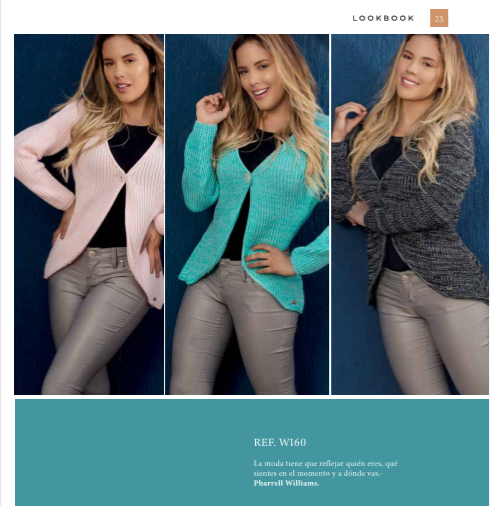 LOOKBOOK 23
REF. W160
La moda tiene que reflejar quién eres, qué
sientes en el momento y a dónde vas.-
Pharrell Williams.